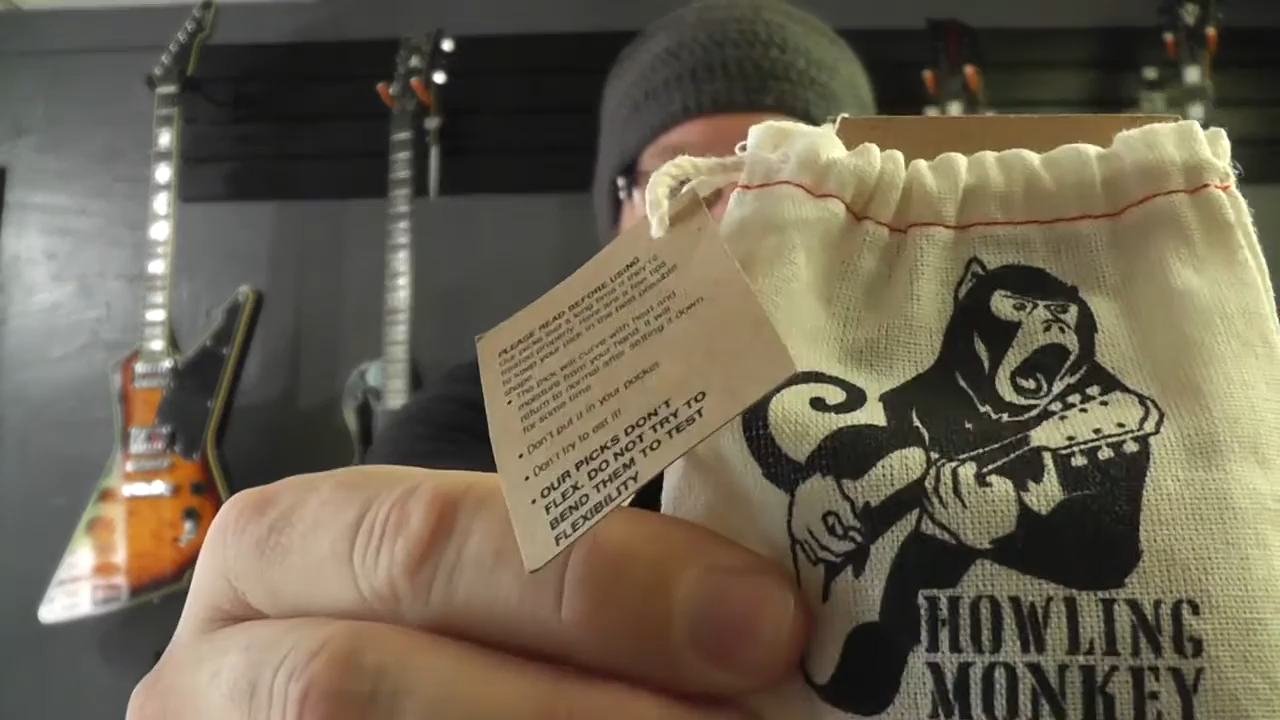 PLEASE READ BEFORE USING
Our picks last a long time if they're
treated properly. Here are a few tips
to keep your pick in the best possible
shape.
• The pick will curve with heat and
moisture from your hand. It will
return to normal after setting it down
for some time.
• Don't put it in your pocket
• Don't try to eat it!
• OUR PICKS DON'T
FLEX. DO NOT TRY TO
BEND THEM TO TEST
FLEXIBILITY
HOWLING
MONKEY